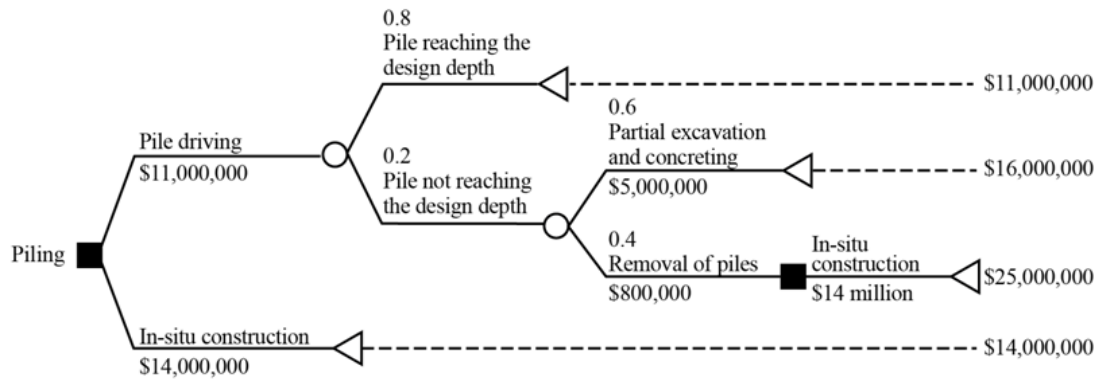 0.8
Pile reaching the
design depth
$11,000,000
0.6
Partial excavation
and concreting
$5,000,000
$16,000,000
Pile driving
$11,000,000
0.2
Pile not reaching
the design depth
0.4
Removal of piles
$800,000
In-situ
construction
$14 million
$25,000,000
Piling
In-situ construction
$14,000,000
$14,000,000